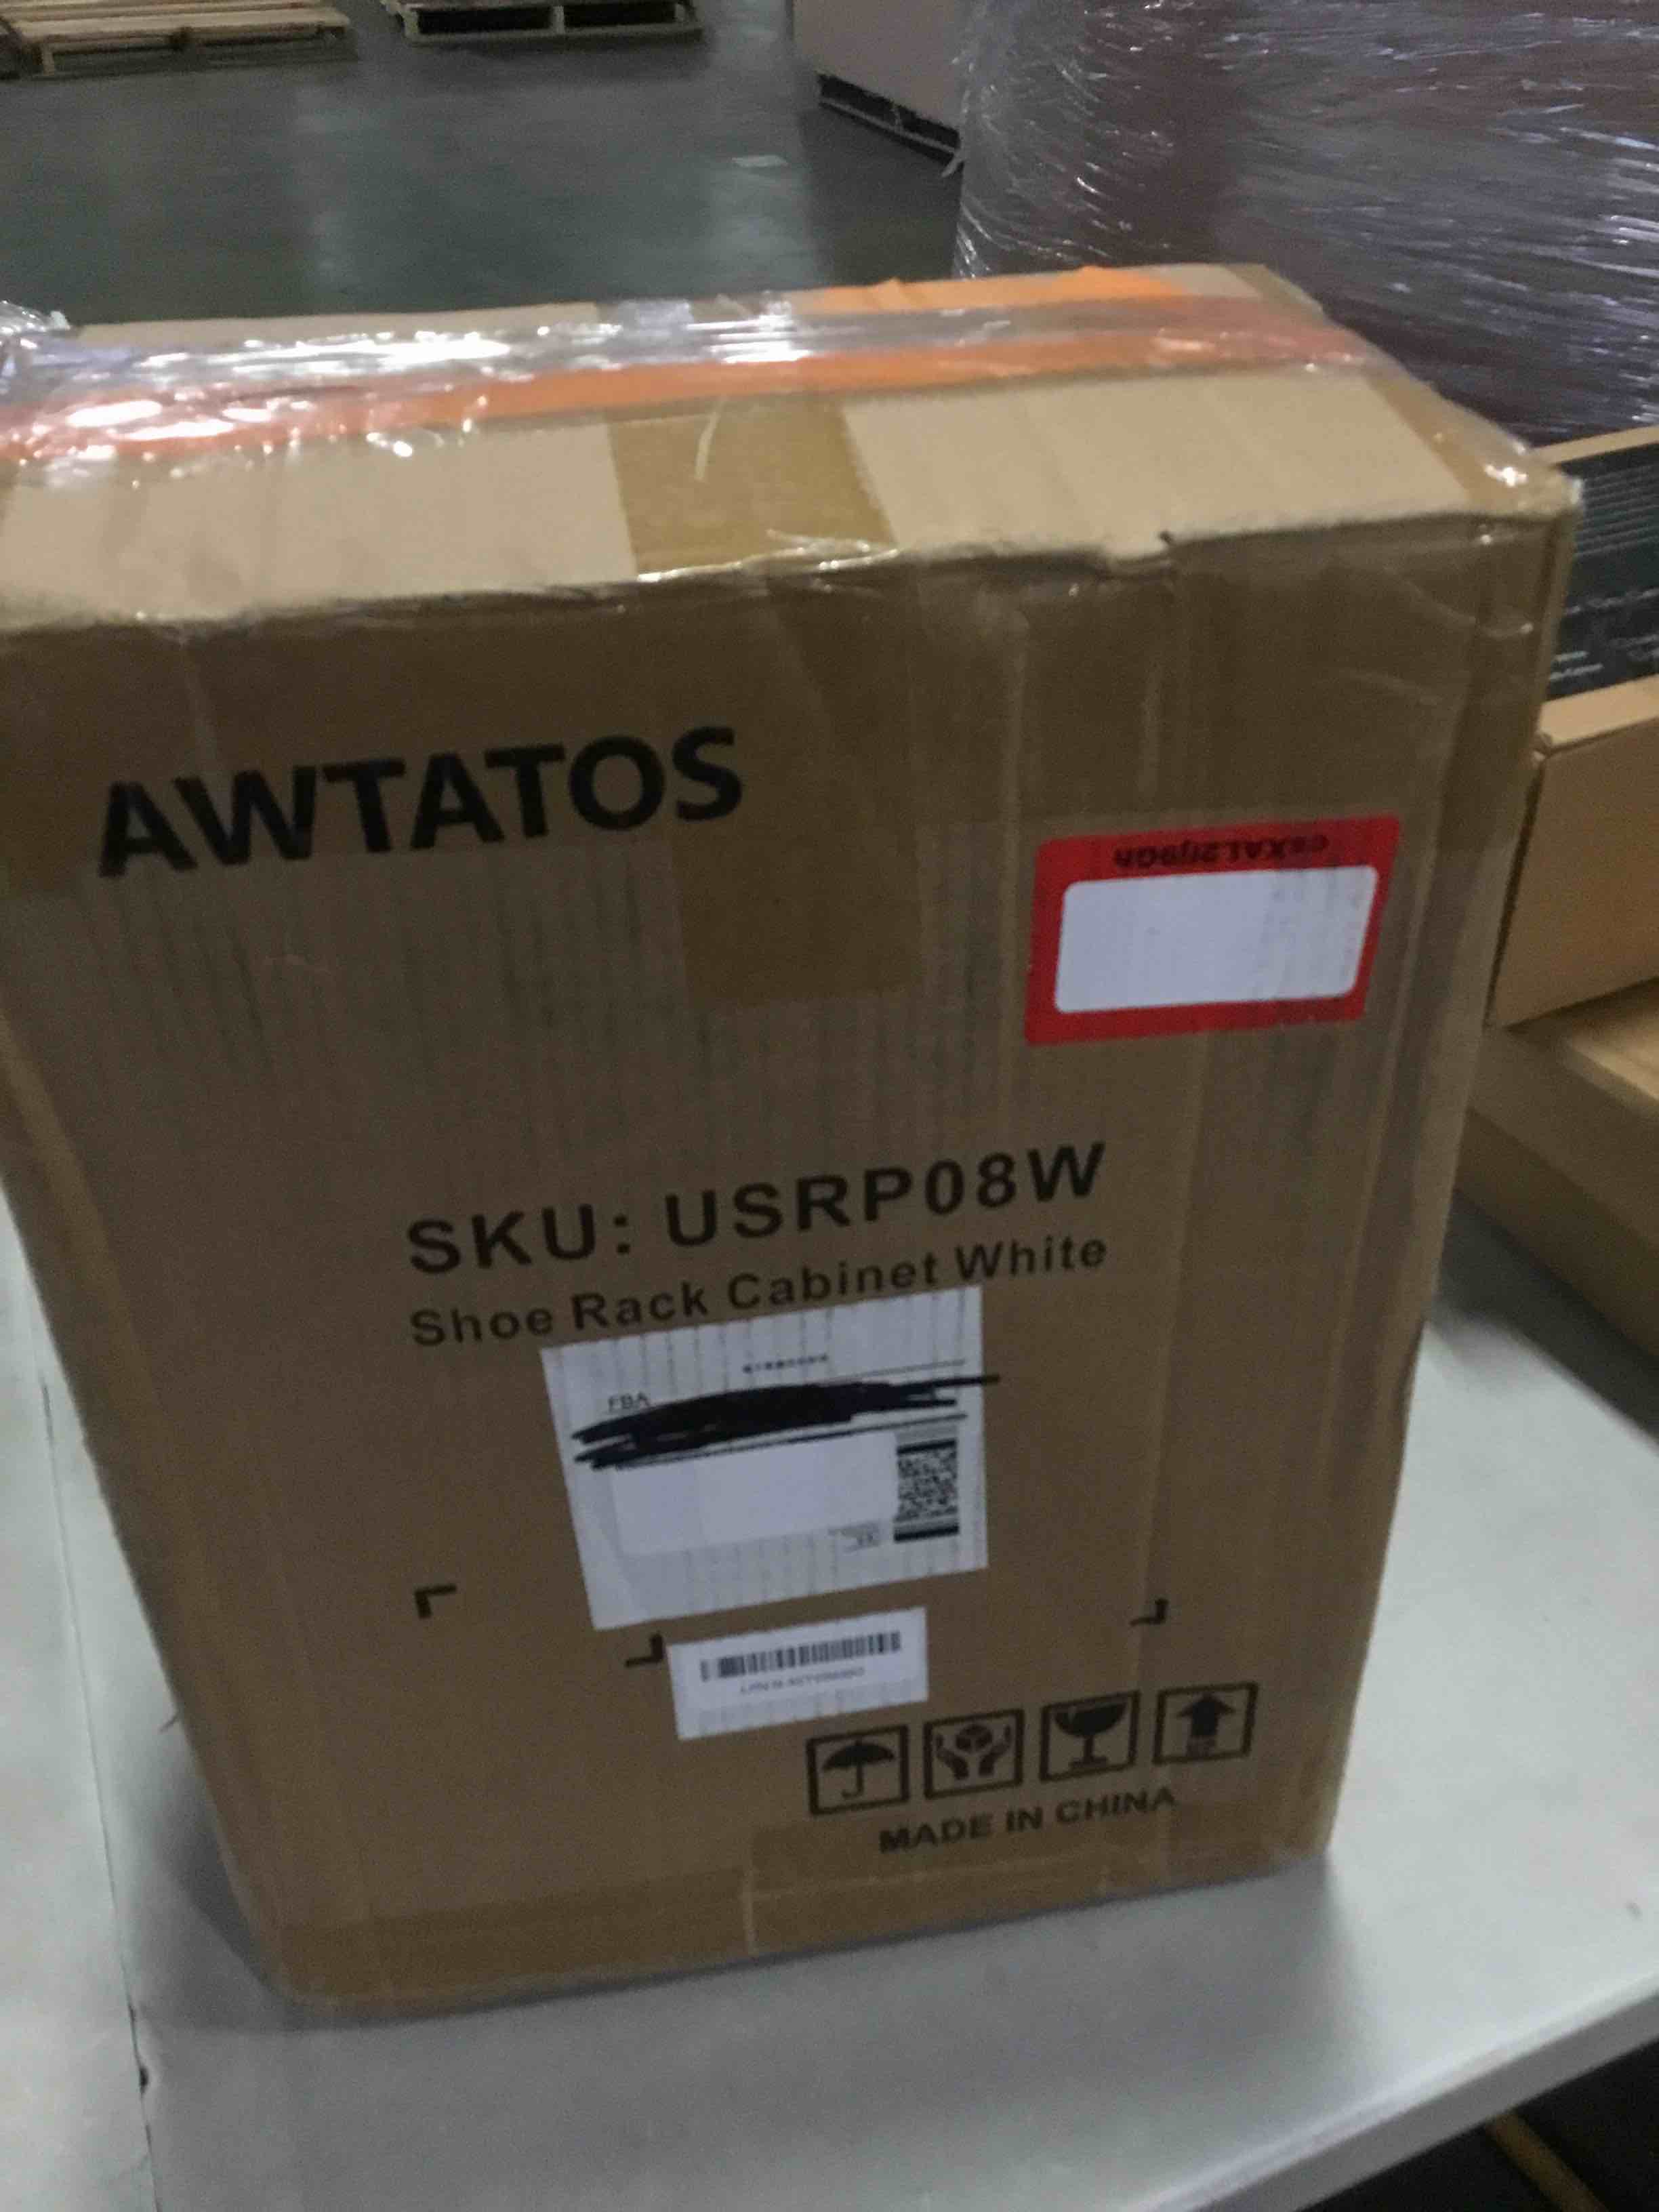 AWTATOS
SKU: USRP08W
Shoe Rack Cabinet White
FBA
MADE IN CHINA